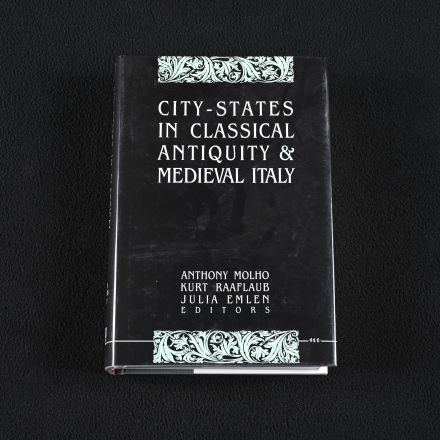 CITY-STATES
IN CLASSICAL
ANTIQUITY &
MEDIEVAL ITALY
ANTHONY MOLHO
KURT RAAFLAUB
JULIA EMLEN
EDITORS